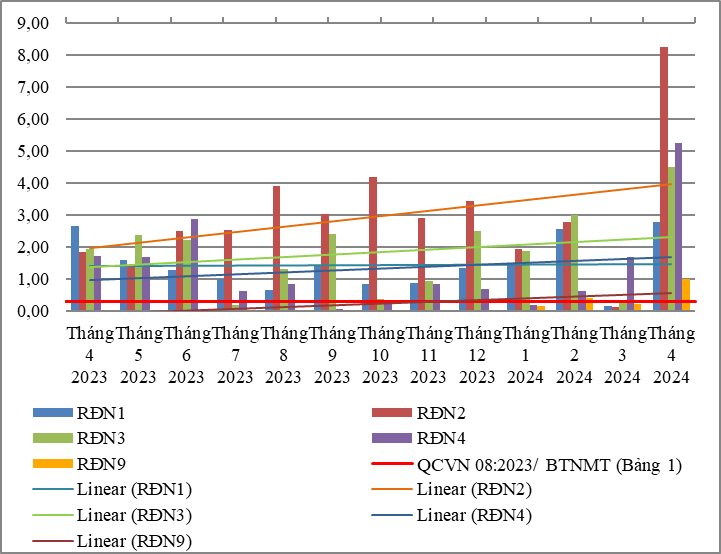 9,00
8,00
7,00
6,00
5,00
4,00
3,00
2,00
1,00
0,00
Tháng Tháng Tháng Tháng Tháng Tháng Tháng Tháng Tháng Tháng Tháng Tháng Tháng
4 5 6 7 8 9 10 11 12 1 2 3 4
2023 2023 2023 2023 2023 2023 2023 2023 2023 2024 2024 2024 2024
RĐN1 RĐN2
RĐN3 RĐN4
RĐN9 QCVN 08:2023/ BTNMT (Bảng 1)
Linear (RĐN1) Linear (RĐN2)
Linear (RĐN3) Linear (RĐN4)
Linear (RĐN9)